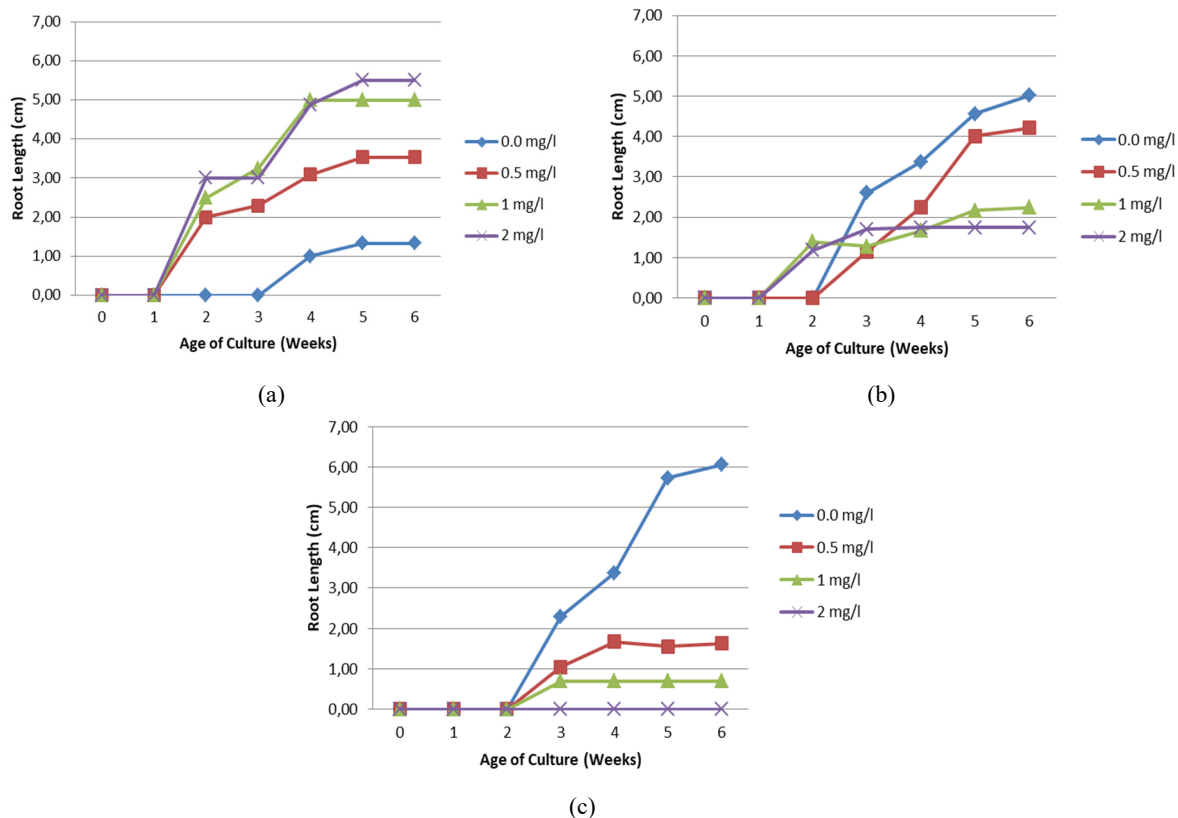 7,00
6,00
5,00
4,00
3,00
2,00
1,00
0,00
Root Length (cm)
0 1 2 3 4 5 6
Age of Culture (Weeks)
0.0 mg/l
0.5 mg/l
1 mg/l
2 mg/l
(a)
7,00
6,00
5,00
4,00
3,00
2,00
1,00
0,00
Root Length (cm)
0 1 2 3 4 5 6
Age of Culture (Weeks)
0.0 mg/l
0.5 mg/l
1 mg/l
2 mg/l
(b)
7,00
6,00
5,00
4,00
3,00
2,00
1,00
0,00
Root Length (cm)
0 1 2 3 4 5 6
Age of Culture (Weeks)
0.0 mg/l
0.5 mg/l
1 mg/l
2 mg/l
(c)